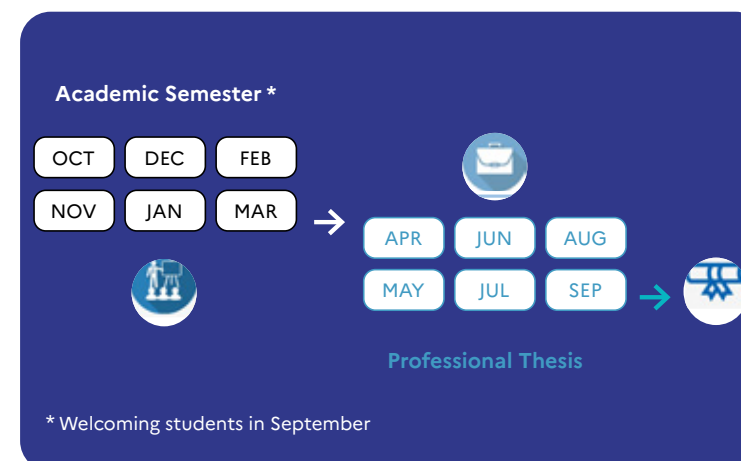 Academic Semester *
OCT DEC FEB
NOV JAN MAR
APR JUN AUG
MAY JUL SEP
Professional Thesis
* Welcoming students in September